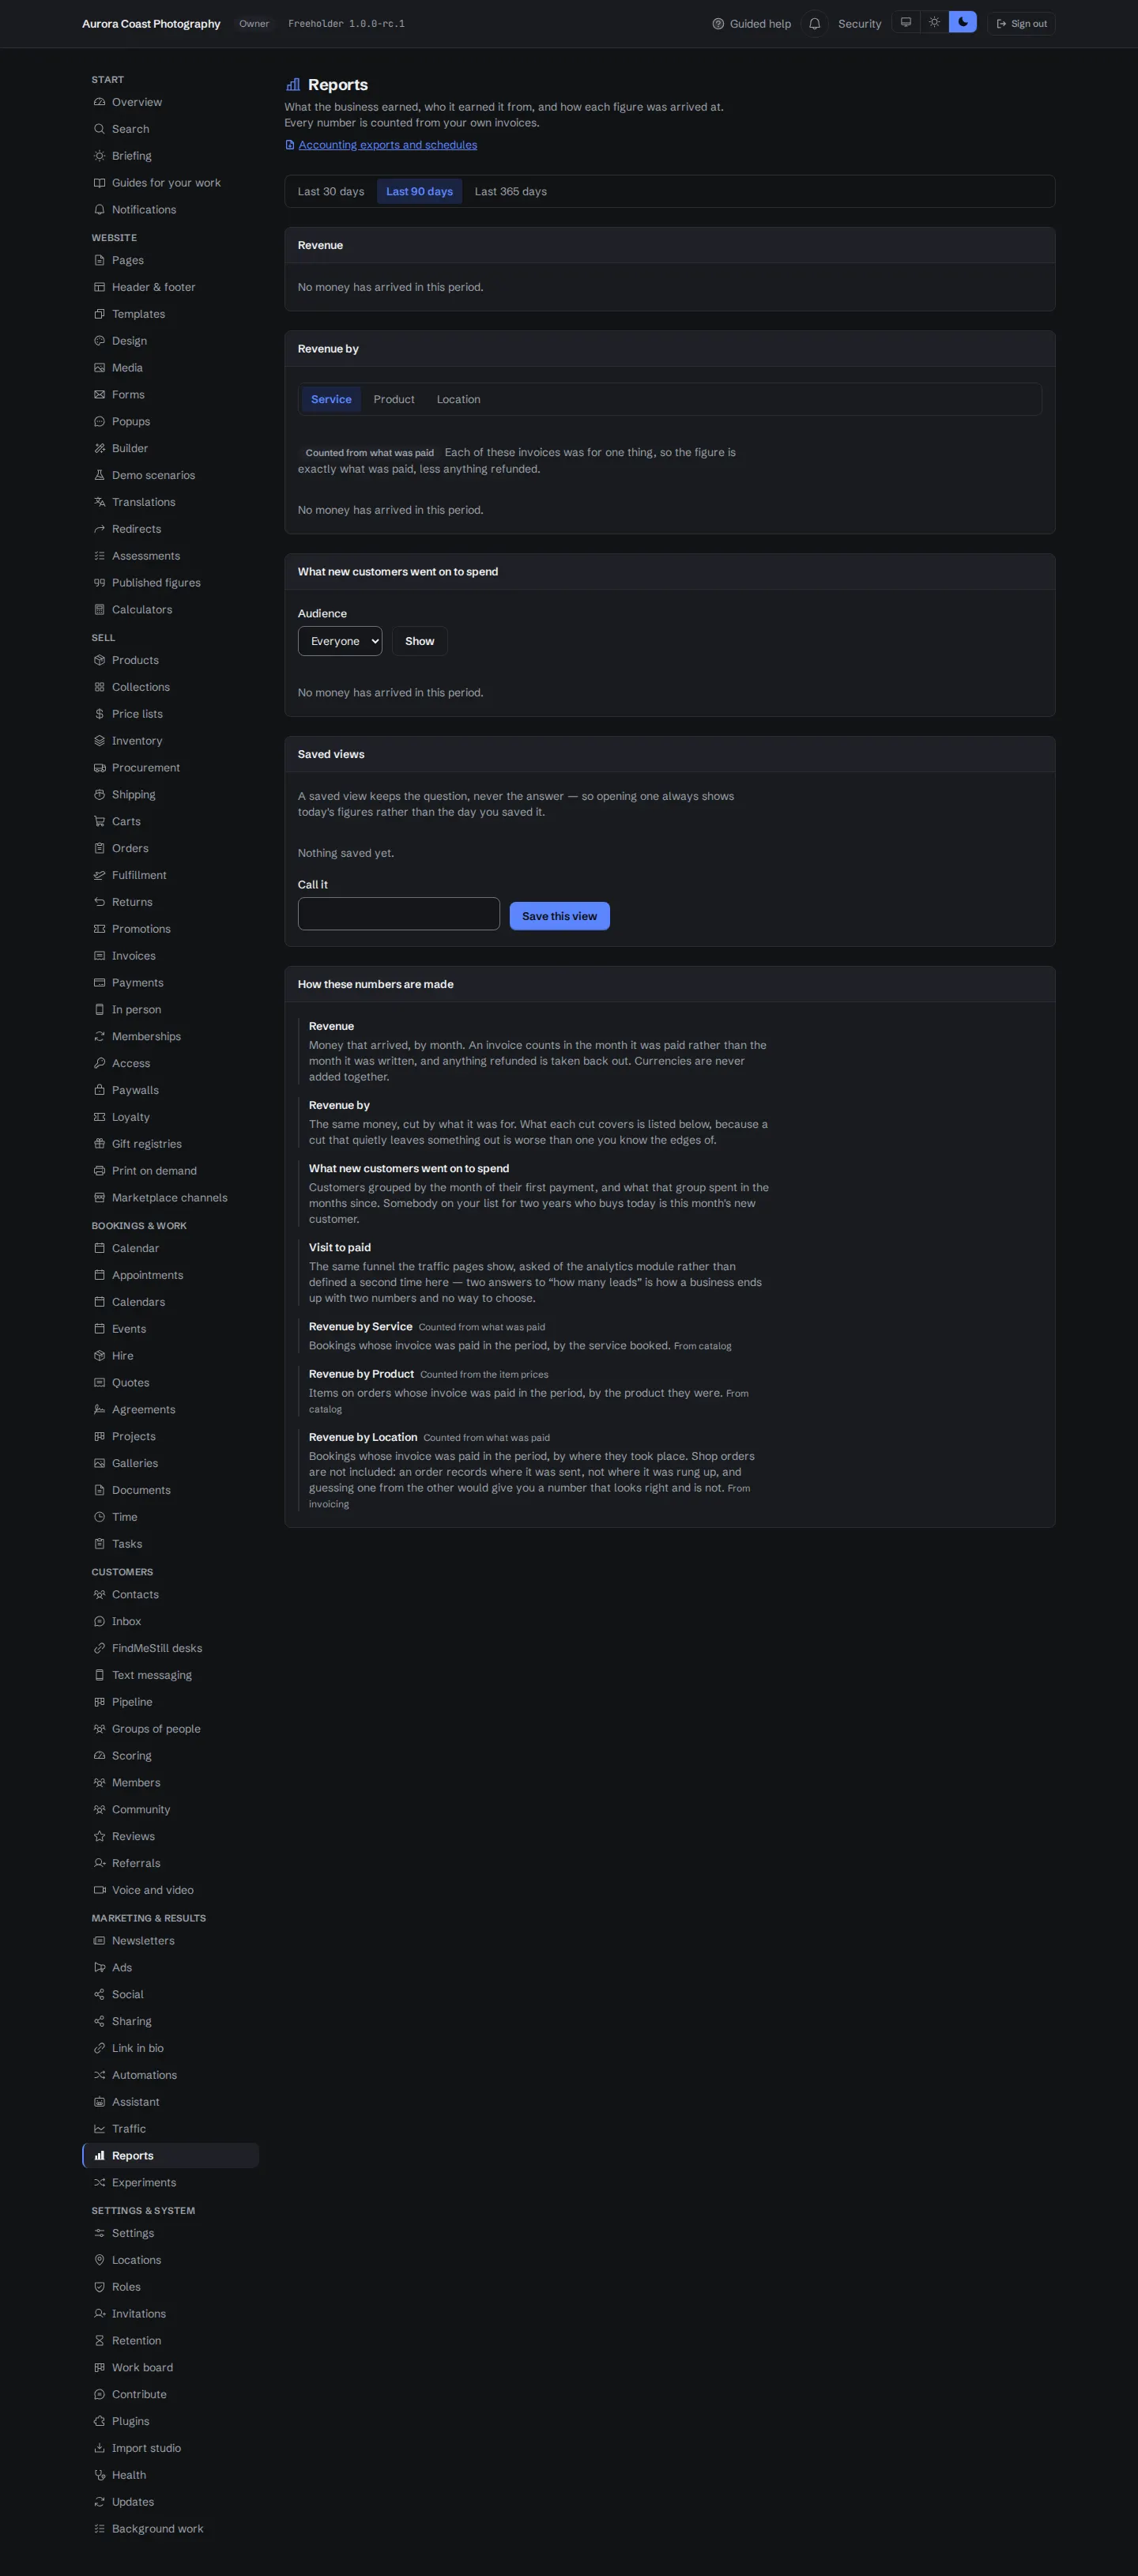 Aurora Coast Photography Owner Freeholder 1.0.0-rc.1 Guided help Security Sign out
START
Overview
Search
Briefing
Guides for your work
Notifications
WEBSITE
Pages
Header & footer
Templates
Design
Media
Forms
Popups
Builder
Demo scenarios
Translations
Redirects
Assessments
Published figures
Calculators
SELL
Products
Collections
Price lists
Inventory
Procurement
Shipping
Carts
Orders
Fulfillment
Returns
Promotions
Invoices
Payments
In person
Memberships
Access
Paywalls
Loyalty
Gift registries
Print on demand
Marketplace channels
BOOKINGS & WORK
Calendar
Appointments
Calendars
Events
Hire
Quotes
Agreements
Projects
Galleries
Documents
Time
Tasks
CUSTOMERS
Contacts
Inbox
FindMeStill desks
Text messaging
Pipeline
Groups of people
Scoring
Members
Community
Reviews
Referrals
Voice and video
MARKETING & RESULTS
Newsletters
Ads
Social
Sharing
Link in bio
Automations
Assistant
Traffic
Reports
Experiments
SETTINGS & SYSTEM
Settings
Locations
Roles
Invitations
Retention
Work board
Contribute
Plugins
Import studio
Health
Updates
Background work
Reports
What the business earned, who it earned it from, and how each figure was arrived at.
Every number is counted from your own invoices.
Accounting exports and schedules
Last 30 days Last 90 days Last 365 days
Revenue
No money has arrived in this period.
Revenue by
Service Product Location
Counted from what was paid Each of these invoices was for one thing, so the figure is
exactly what was paid, less anything refunded.
No money has arrived in this period.
What new customers went on to spend
Audience
Everyone Show
No money has arrived in this period.
Saved views
A saved view keeps the question, never the answer — so opening one always shows
today's figures rather than the day you saved it.
Nothing saved yet.
Call it
Save this view
How these numbers are made
Revenue
Money that arrived, by month. An invoice counts in the month it was paid rather than the
month it was written, and anything refunded is taken back out. Currencies are never
added together.
Revenue by
The same money, cut by what it was for. What each cut covers is listed below, because a
cut that quietly leaves something out is worse than one you know the edges of.
What new customers went on to spend
Customers grouped by the month of their first payment, and what that group spent in the
months since. Somebody on your list for two years who buys today is this month's new
customer.
Visit to paid
The same funnel the traffic pages show, asked of the analytics module rather than
defined a second time here — two answers to “how many leads” is how a business ends
up with two numbers and no way to choose.
Revenue by Service Counted from what was paid
Bookings whose invoice was paid in the period, by the service booked. From catalog
Revenue by Product Counted from the item prices
Items on orders whose invoice was paid in the period, by the product they were. From
catalog
Revenue by Location Counted from what was paid
Bookings whose invoice was paid in the period, by where they took place. Shop orders
are not included: an order records where it was sent, not where it was rung up, and
guessing one from the other would give you a number that looks right and is not. From
invoicing